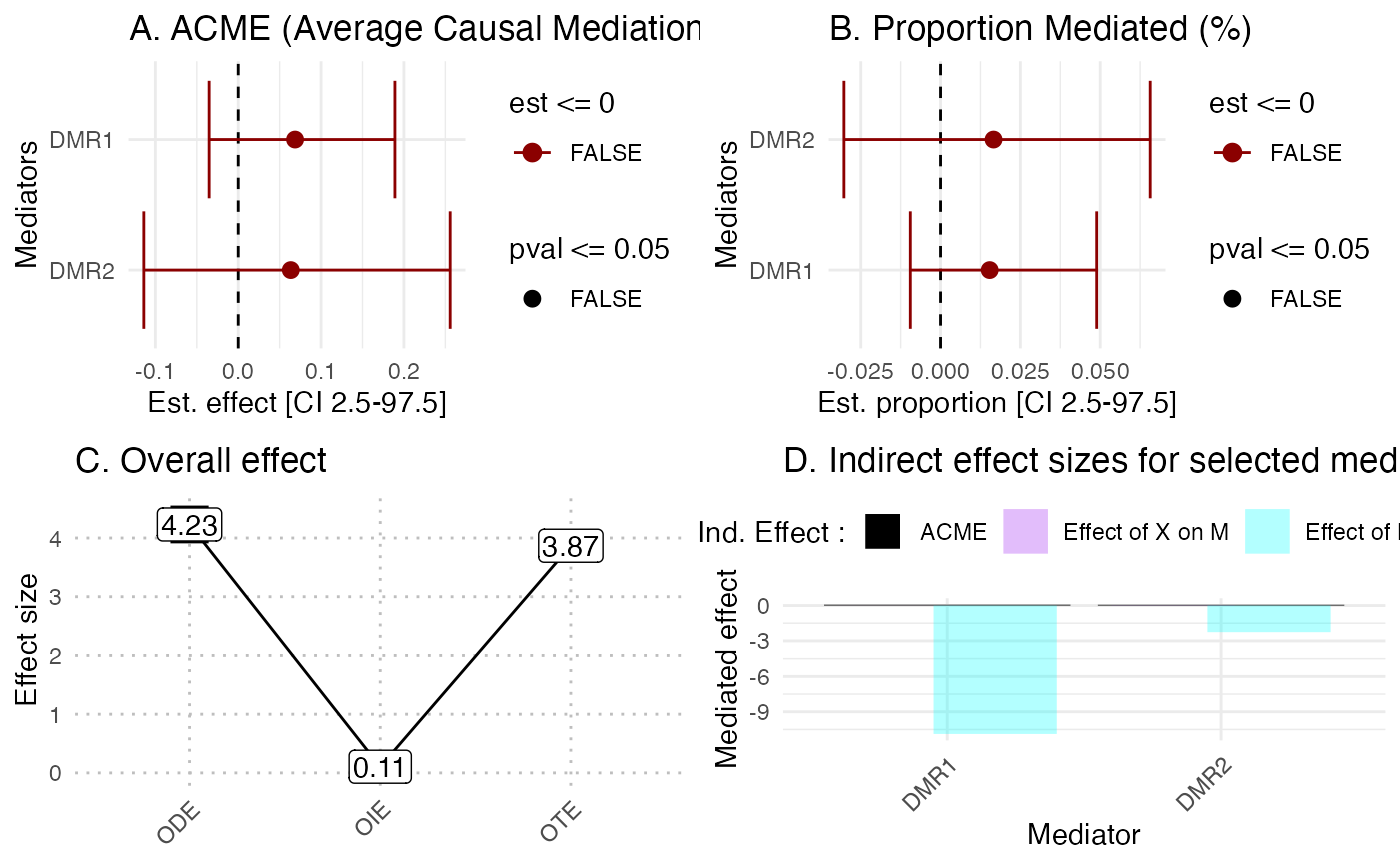 A. ACME (Average Causal Mediation
Mediators
DMR1
DMR2
-0.1 0.0 0.1 0.2
Est. effect [CI 2.5-97.5]
est <= 0
FALSE
pval <= 0.05
FALSE
B. Proportion Mediated (%)
Mediators
DMR2
DMR1
-0.025 0.000 0.025 0.050
Est. proportion [CI 2.5-97.5]
est <= 0
FALSE
pval <= 0.05
FALSE
C. Overall effect
Effect size
4
3
2
1
0
4.23
0.11
3.87
ODE OIE OTE
D. Indirect effect sizes for selected med
Ind. Effect : ACME Effect of X on M Effect of
Mediated effect
0
-3
-6
-9
DMR1 DMR2
Mediator